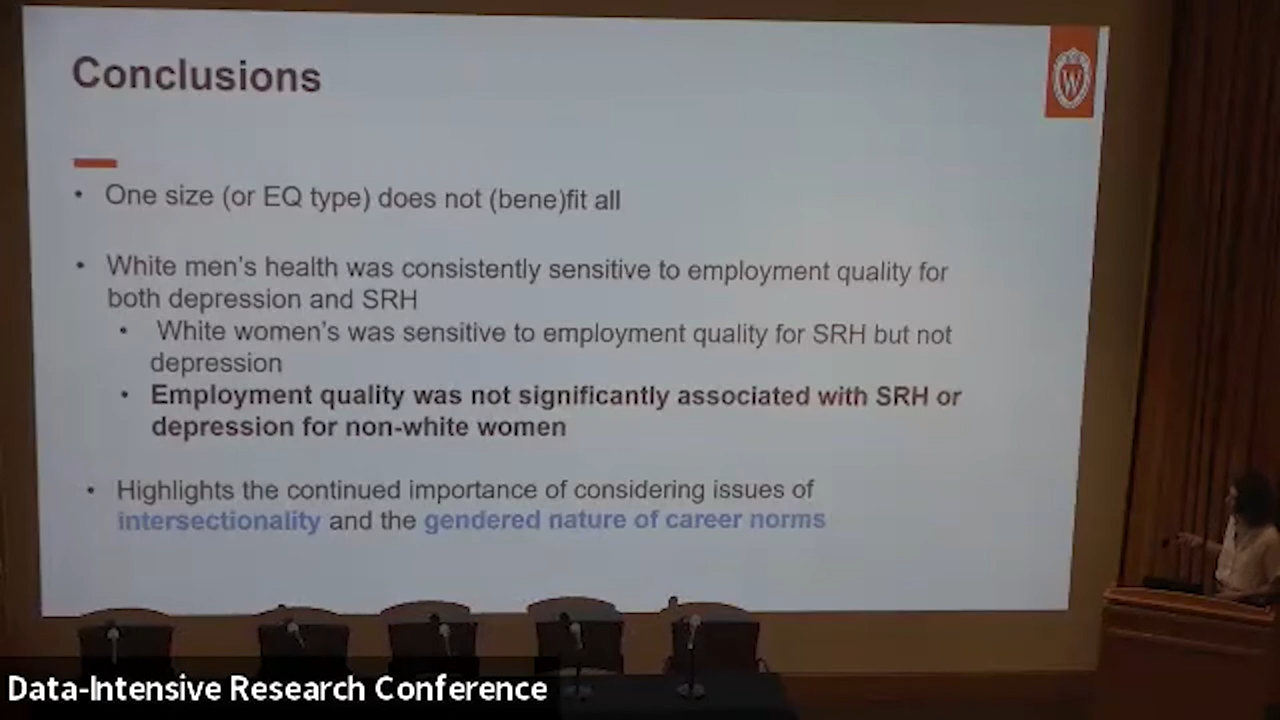 Conclusions
W
• One size (or EQ type) does not (bene)fit all
• White men's health was consistently sensitive to employment quality for
both depression and SRH
• White women's was sensitive to employment quality for SRH but not
depression
• Employment quality was not significantly associated with SRH or
depression for non-white women
• Highlights the continued importance of considering issues of
intersectionality and the gendered nature of career norms
Data-Intensive Research Conference